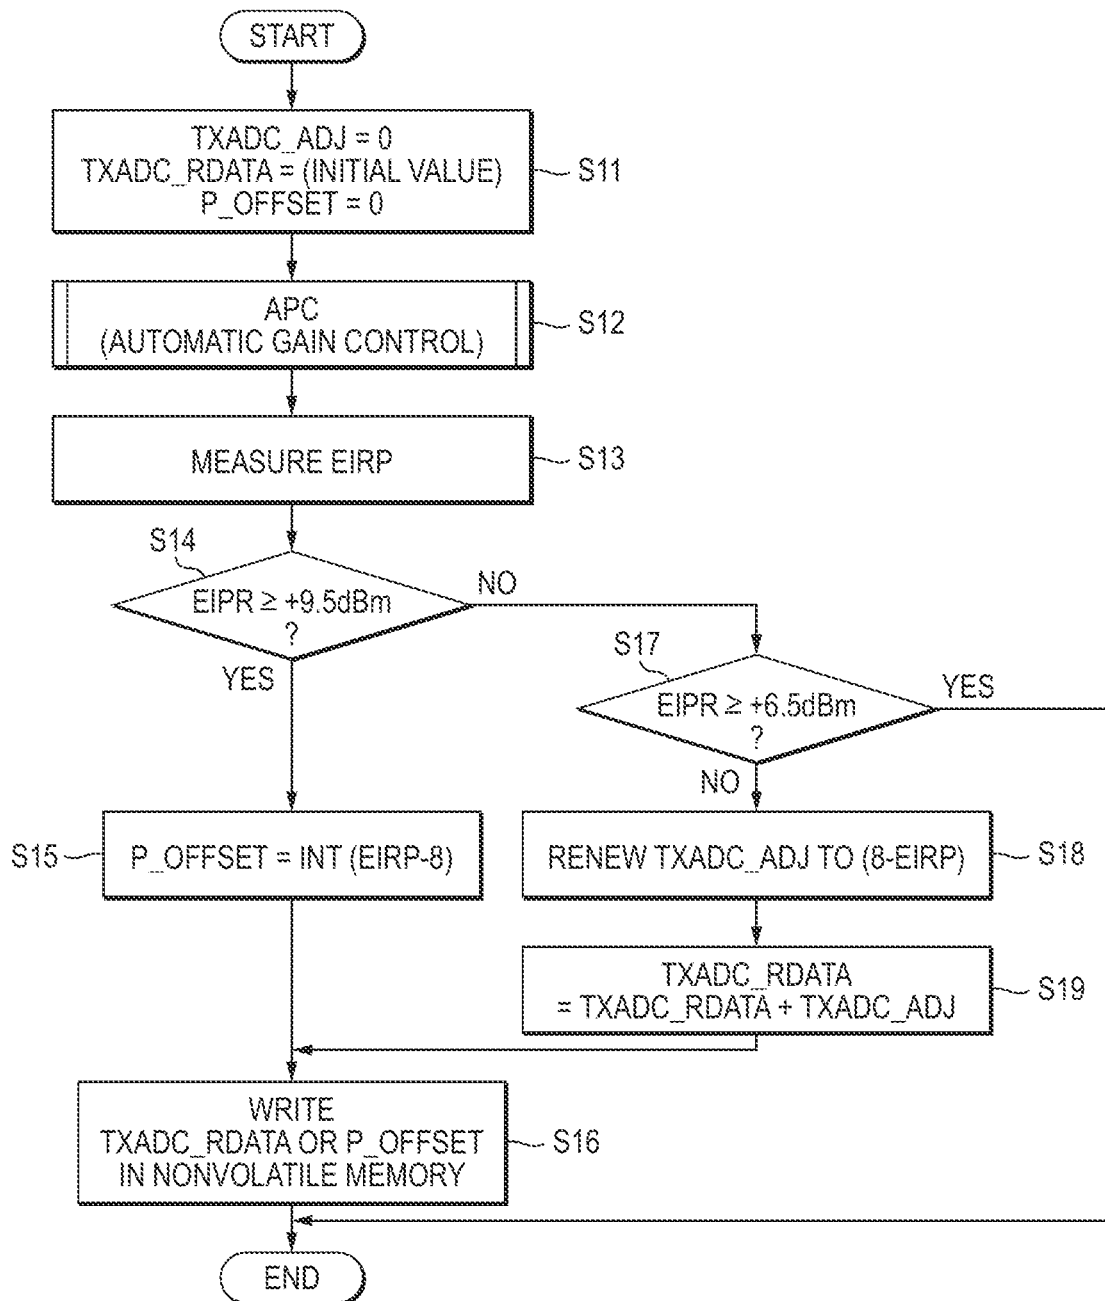 START
TXADC_ADJ = 0
TXADC_RDATA = (INITIAL VALUE)
P_OFFSET = 0
S11
APC
(AUTOMATIC GAIN CONTROL)
S12
MEASURE EIRP
S13
S14
EIPR ≥ +9.5dBm
?
NO
YES
S17
EIPR ≥ +6.5dBm
?
YES
NO
S15
P_OFFSET = INT (EIRP-8)
RENEW TXADC_ADJ TO (8-EIRP)
S18
TXADC_RDATA
= TXADC_RDATA + TXADC_ADJ
S19
WRITE
TXADC_RDATA OR P_OFFSET
IN NONVOLATILE MEMORY
S16
END